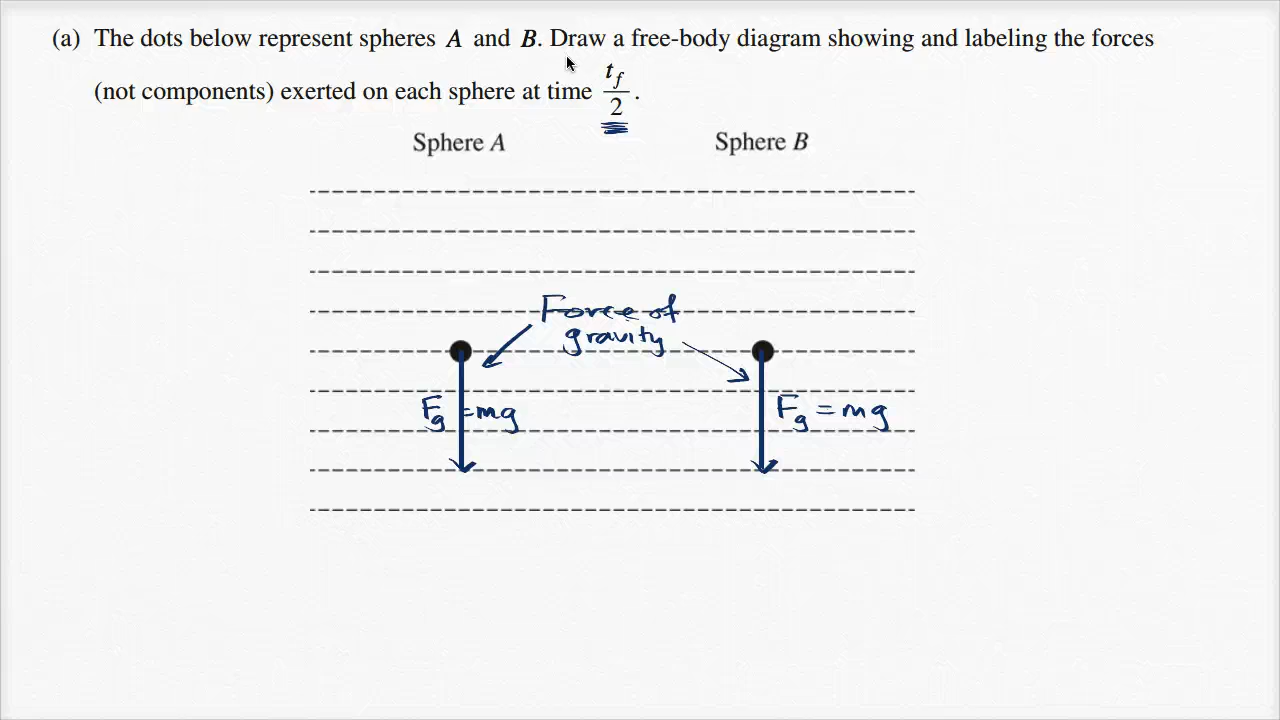 (a) The dots below represent spheres A and B. Draw a free-body diagram showing and labeling the forces
(not components) exerted on each sphere at time t_f/2.
Sphere A
Sphere B
Force of
gravity
F_g = mg
F_g = mg